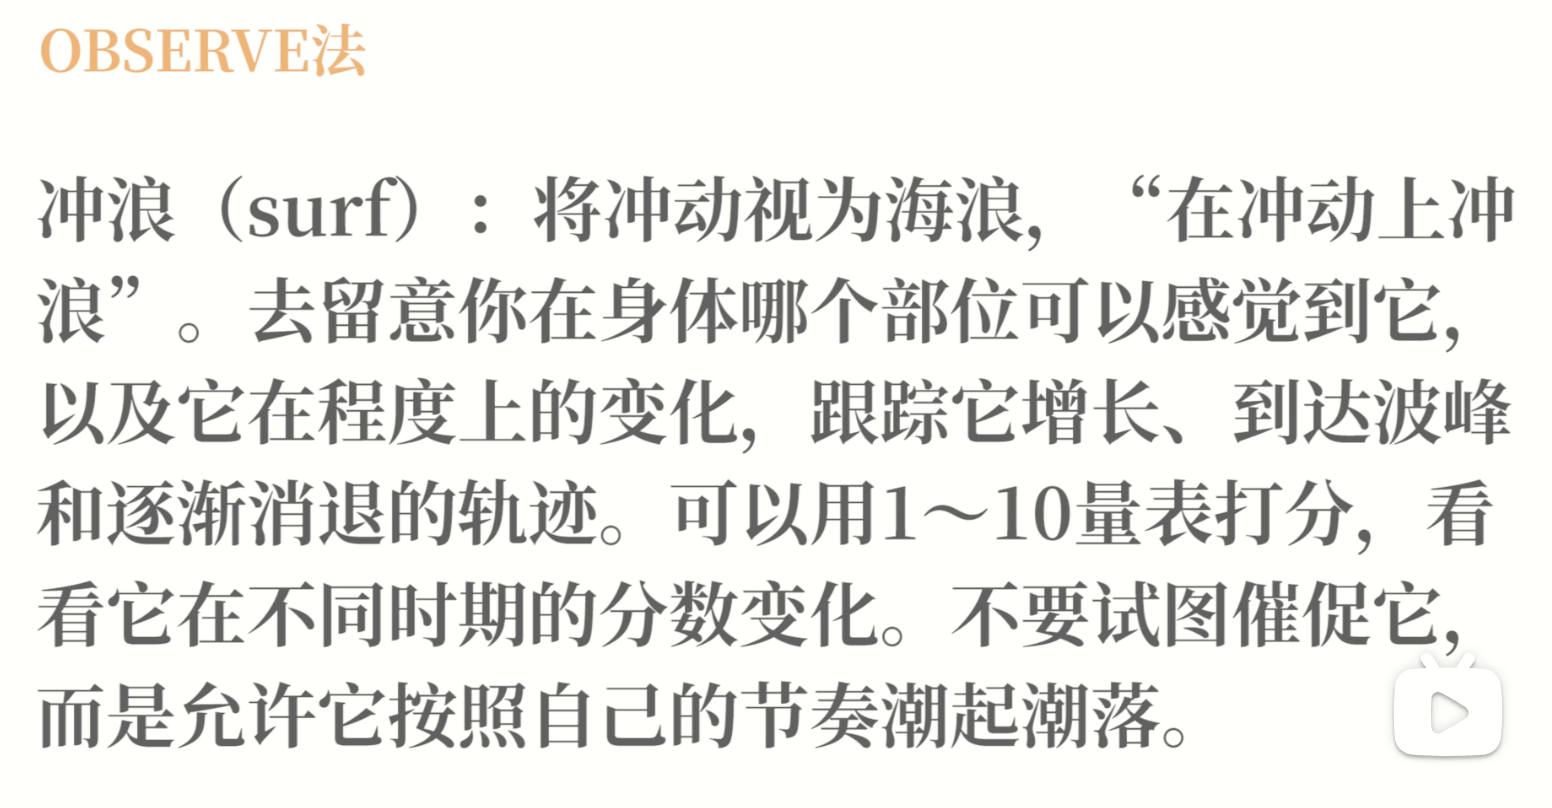 OBSERVE法
冲浪（surf）：将冲动视为海浪，“在冲动上冲
浪”。去留意你在身体哪个部位可以感觉到它，
以及它在程度上的变化，跟踪它增长、到达波峰
和逐渐消退的轨迹。可以用1～10量表打分，看
看它在不同时期的分数变化。不要试图催促它，
而是允许它按照自己的节奏潮起潮落。